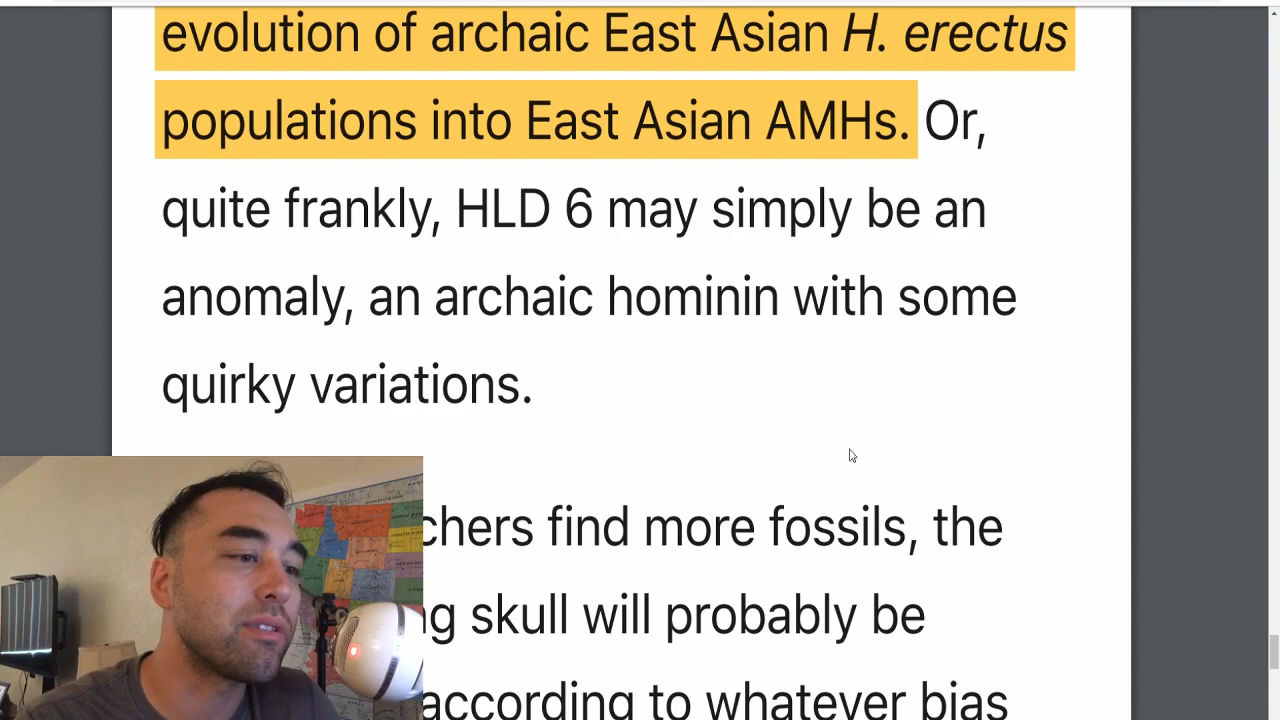 evolution of archaic East Asian H. erectus
populations into East Asian AMHs. Or,
quite frankly, HLD 6 may simply be an
anomaly, an archaic hominin with some
quirky variations.
chers find more fossils, the
g skull will probably be
according to whatever bias